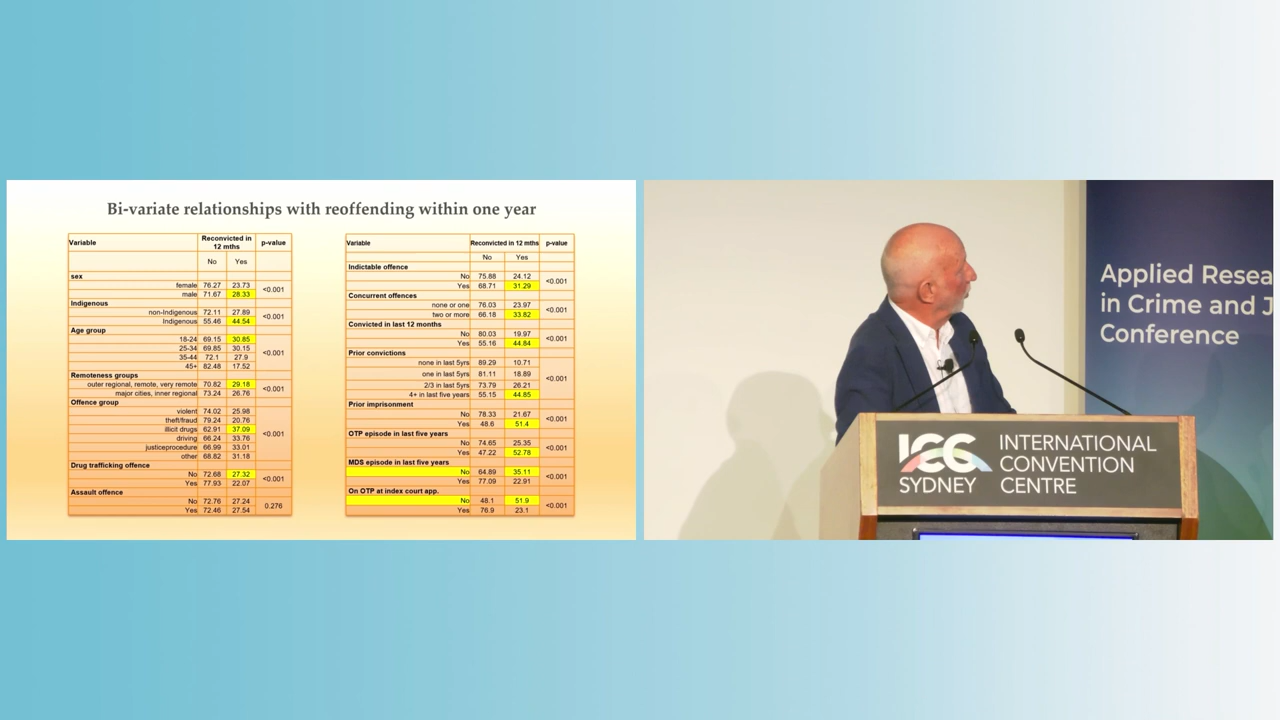 Bi-variate relationships with reoffending within one year
Variable Reconvicted in 12 mths p-value
No Yes
sex
female 76.27 23.73
male 71.67 28.33
<0.001
Indigenous
non-Indigenous 72.11 27.89
Indigenous 55.46 44.54
<0.001
Age group
18-24 69.15 30.85
25-34 69.85 30.15
35-44 72.1 27.9
45+ 82.48 17.52
<0.001
Remoteness groups
outer regional, remote, very remote 70.82 29.18
major cities, inner regional 73.24 26.76
<0.001
Offence group
violent 74.02 25.98
theft/fraud 79.24 20.76
illicit drugs 62.91 37.09
driving 66.24 33.76
justiceprocedure 66.99 33.01
other 68.82 31.18
<0.001
Drug trafficking offence
No 72.68 27.32
Yes 77.93 22.07
<0.001
Assault offence
No 72.76 27.24
Yes 72.46 27.54
0.276
Variable Reconvicted in 12 mths p-value
No Yes
Indictable offence
No 75.88 24.12
Yes 68.71 31.29
<0.001
Concurrent offences
none or one 76.03 23.97
two or more 66.18 33.82
<0.001
Convicted in last 12 months
No 80.03 19.97
Yes 55.16 44.84
<0.001
Prior convictions
none in last 5yrs 89.29 10.71
one in last 5yrs 81.11 18.89
2/3 in last 5yrs 73.79 26.21
4+ in last five years 55.15 44.85
<0.001
Prior imprisonment
No 78.33 21.67
Yes 48.6 51.4
<0.001
OTP episode in last five years
No 74.65 25.35
Yes 47.22 52.78
<0.001
MDS episode in last five years
No 64.89 35.11
Yes 77.09 22.91
<0.001
On OTP at index court app.
No 48.1 51.9
Yes 76.9 23.1
<0.001
Applied Resea
in Crime and J
Conference
ICC
SYDNEY
INTERNATIONAL
CONVENTION
CENTRE